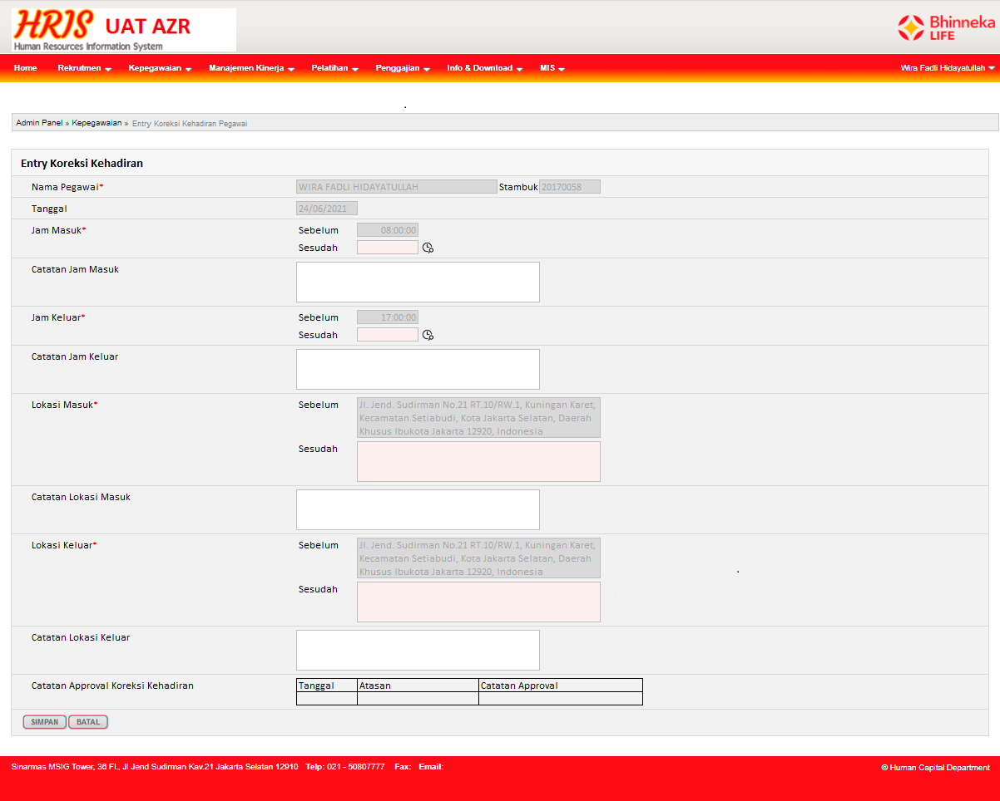 HRIS UAT AZR
Human Resources Information System
Bhinneka
LIFE
Home Rekrutmen Kepegawaian Manajemen Kinerja Pelatihan Penggajian Info & Download MIS Wira Fadli Hidayatullah
.
Admin Panel » Kepegawaian » Entry Koreksi Kehadiran Pegawai
Entry Koreksi Kehadiran
Nama Pegawai* WIRA FADLI HIDAYATULLAH Stambuk 20170058
Tanggal 24/06/2021
Jam Masuk* Sebelum 08:00:00
Sesudah
Catatan Jam Masuk
Jam Keluar* Sebelum 17:00:00
Sesudah
Catatan Jam Keluar
Lokasi Masuk* Sebelum Jl. Jend. Sudirman No.21 RT.10/RW.1, Kuningan Karet,
Kecamatan Setiabudi, Kota Jakarta Selatan, Daerah
Khusus Ibukota Jakarta 12920, Indonesia
Sesudah
Catatan Lokasi Masuk
Lokasi Keluar* Sebelum Jl. Jend. Sudirman No.21 RT.10/RW.1, Kuningan Karet,
Kecamatan Setiabudi, Kota Jakarta Selatan, Daerah
Khusus Ibukota Jakarta 12920, Indonesia
.
Sesudah
Catatan Lokasi Keluar
Catatan Approval Koreksi Kehadiran Tanggal Atasan Catatan Approval
SIMPAN BATAL
Sinarmas MSIG Tower, 36 Fl., Jl Jend Sudirman Kav.21 Jakarta Selatan 12910 Telp: 021 - 50807777 Fax: Email: © Human Capital Department